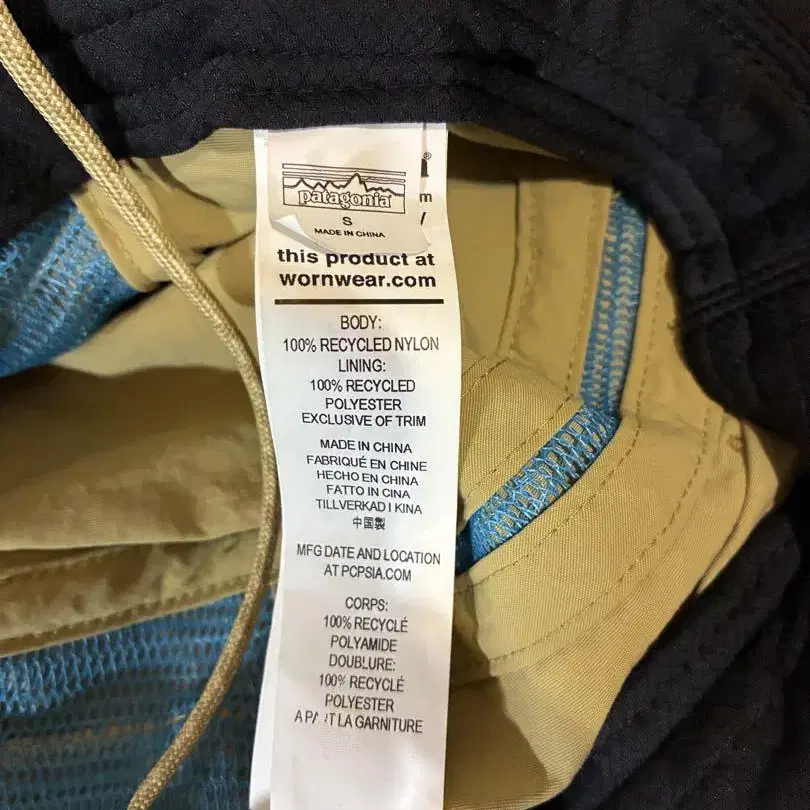 patagonia
S
MADE IN CHINA
®
m
this product at
wornwear.com
BODY:
100% RECYCLED NYLON
LINING:
100% RECYCLED
POLYESTER
EXCLUSIVE OF TRIM
MADE IN CHINA
FABRIQUÉ EN CHINE
HECHO EN CHINA
FATTO IN CINA
TILLVERKAD I KINA
中国製
MFG DATE AND LOCATION
AT PCPSIA.COM
CORPS:
100% RECYCLÉ
POLYAMIDE
DOUBLURE:
100% RECYCLÉ
POLYESTER
A PART LA GARNITURE